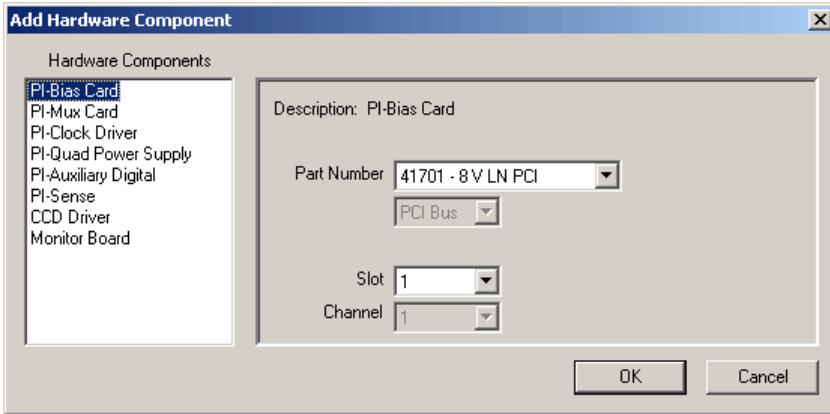 Add Hardware Component
Hardware Components
PI-Bias Card
PI-Mux Card
PI-Clock Driver
PI-Quad Power Supply
PI-Auxiliary Digital
PI-Sense
CCD Driver
Monitor Board
Description: PI-Bias Card
Part Number 41701 - 8 V LN PCI
PCI Bus
Slot 1
Channel 1
OK Cancel